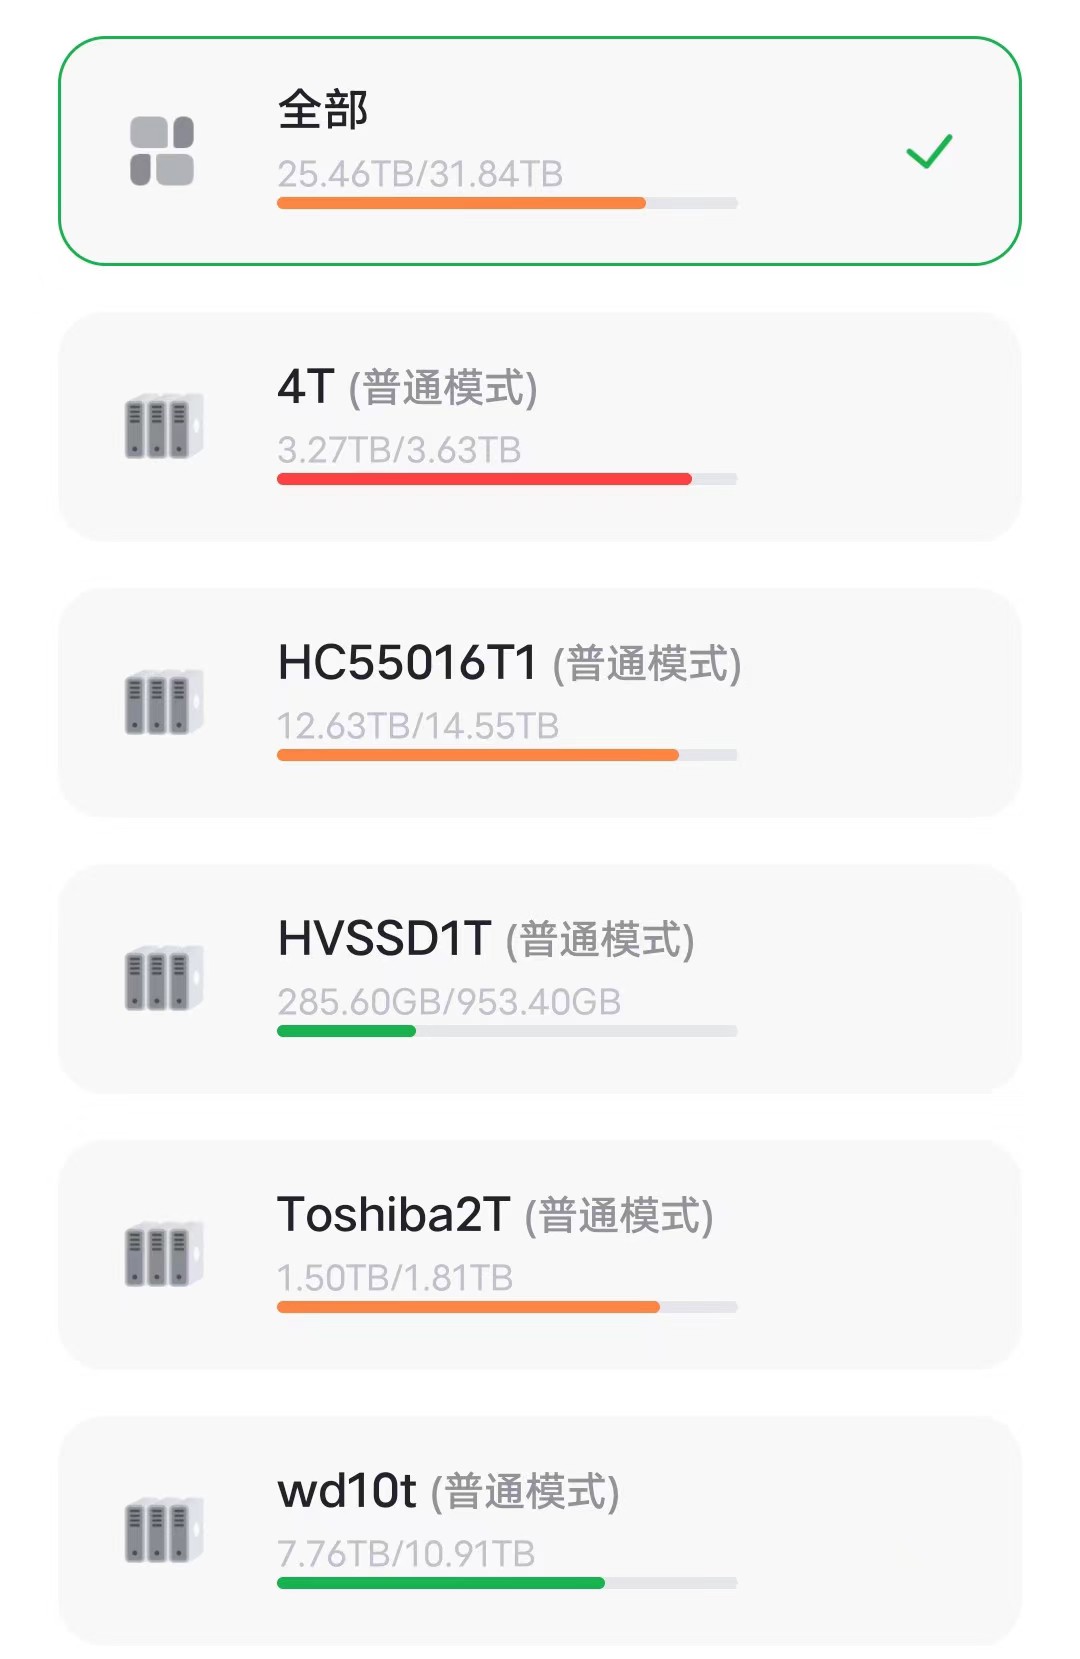 全部
25.46TB/31.84TB
4T (普通模式)
3.27TB/3.63TB
HC55016T1 (普通模式)
12.63TB/14.55TB
HVSSD1T (普通模式)
285.60GB/953.40GB
Toshiba2T (普通模式)
1.50TB/1.81TB
wd10t (普通模式)
7.76TB/10.91TB